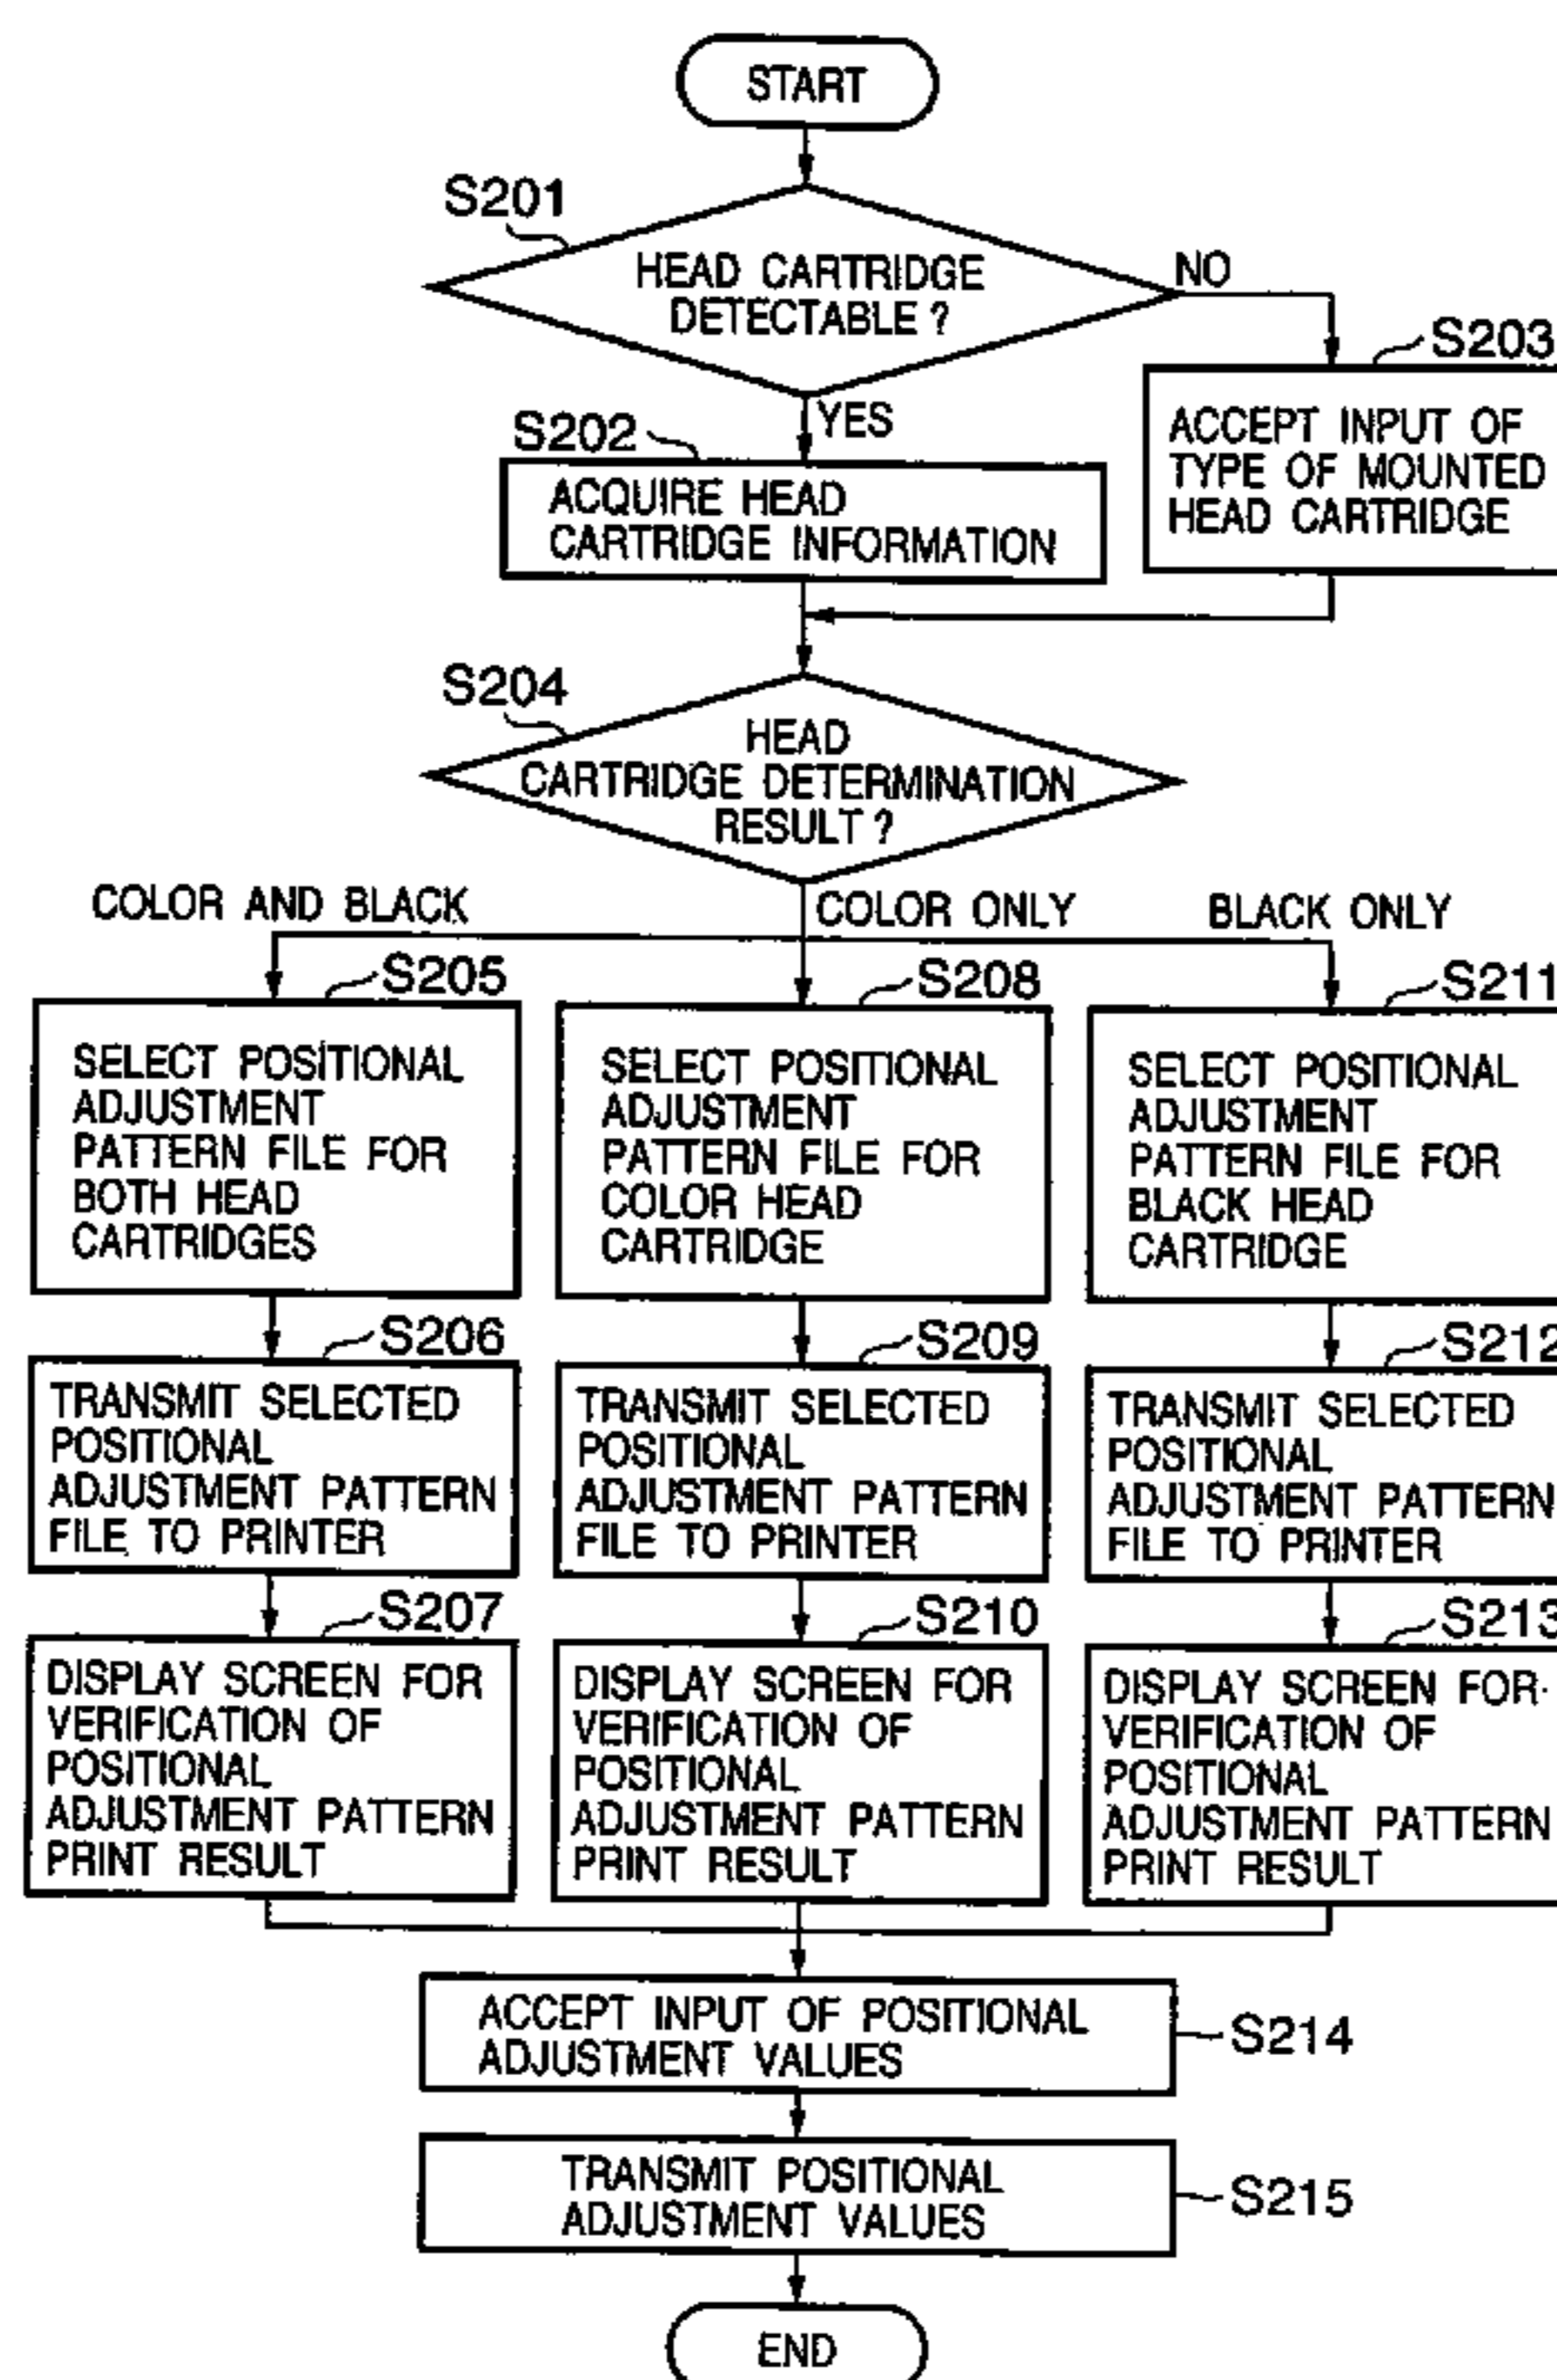 START
S201
HEAD CARTRIDGE
DETECTABLE ?
NO
S203
ACCEPT INPUT OF
TYPE OF MOUNTED
HEAD CARTRIDGE
YES
S202
ACQUIRE HEAD
CARTRIDGE INFORMATION
S204
HEAD
CARTRIDGE DETERMINATION
RESULT ?
COLOR AND BLACK
COLOR ONLY
BLACK ONLY
S205
SELECT POSITIONAL
ADJUSTMENT
PATTERN FILE FOR
BOTH HEAD
CARTRIDGES
S208
SELECT POSITIONAL
ADJUSTMENT
PATTERN FILE FOR
COLOR HEAD
CARTRIDGE
S211
SELECT POSITIONAL
ADJUSTMENT
PATTERN FILE FOR
BLACK HEAD
CARTRIDGE
S206
TRANSMIT SELECTED
POSITIONAL
ADJUSTMENT PATTERN
FILE TO PRINTER
S209
TRANSMIT SELECTED
POSITIONAL
ADJUSTMENT PATTERN
FILE TO PRINTER
S212
TRANSMIT SELECTED
POSITIONAL
ADJUSTMENT PATTERN
FILE TO PRINTER
S207
DISPLAY SCREEN FOR
VERIFICATION OF
POSITIONAL
ADJUSTMENT PATTERN
PRINT RESULT
S210
DISPLAY SCREEN FOR
VERIFICATION OF
POSITIONAL
ADJUSTMENT PATTERN
PRINT RESULT
S213
DISPLAY SCREEN FOR
VERIFICATION OF
POSITIONAL
ADJUSTMENT PATTERN
PRINT RESULT
ACCEPT INPUT OF POSITIONAL
ADJUSTMENT VALUES
S214
TRANSMIT POSITIONAL
ADJUSTMENT VALUES
S215
END